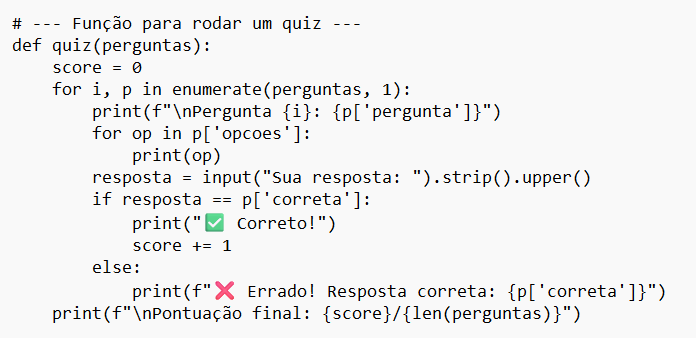 # --- Função para rodar um quiz ---
def quiz(perguntas):
    score = 0
    for i, p in enumerate(perguntas, 1):
        print(f"\nPergunta {i}: {p['pergunta']}")
        for op in p['opcoes']:
            print(op)
        resposta = input("Sua resposta: ").strip().upper()
        if resposta == p['correta']:
            print("✅ Correto!")
            score += 1
        else:
            print(f"❌ Errado! Resposta correta: {p['correta']}")
    print(f"\nPontuação final: {score}/{len(perguntas)}")